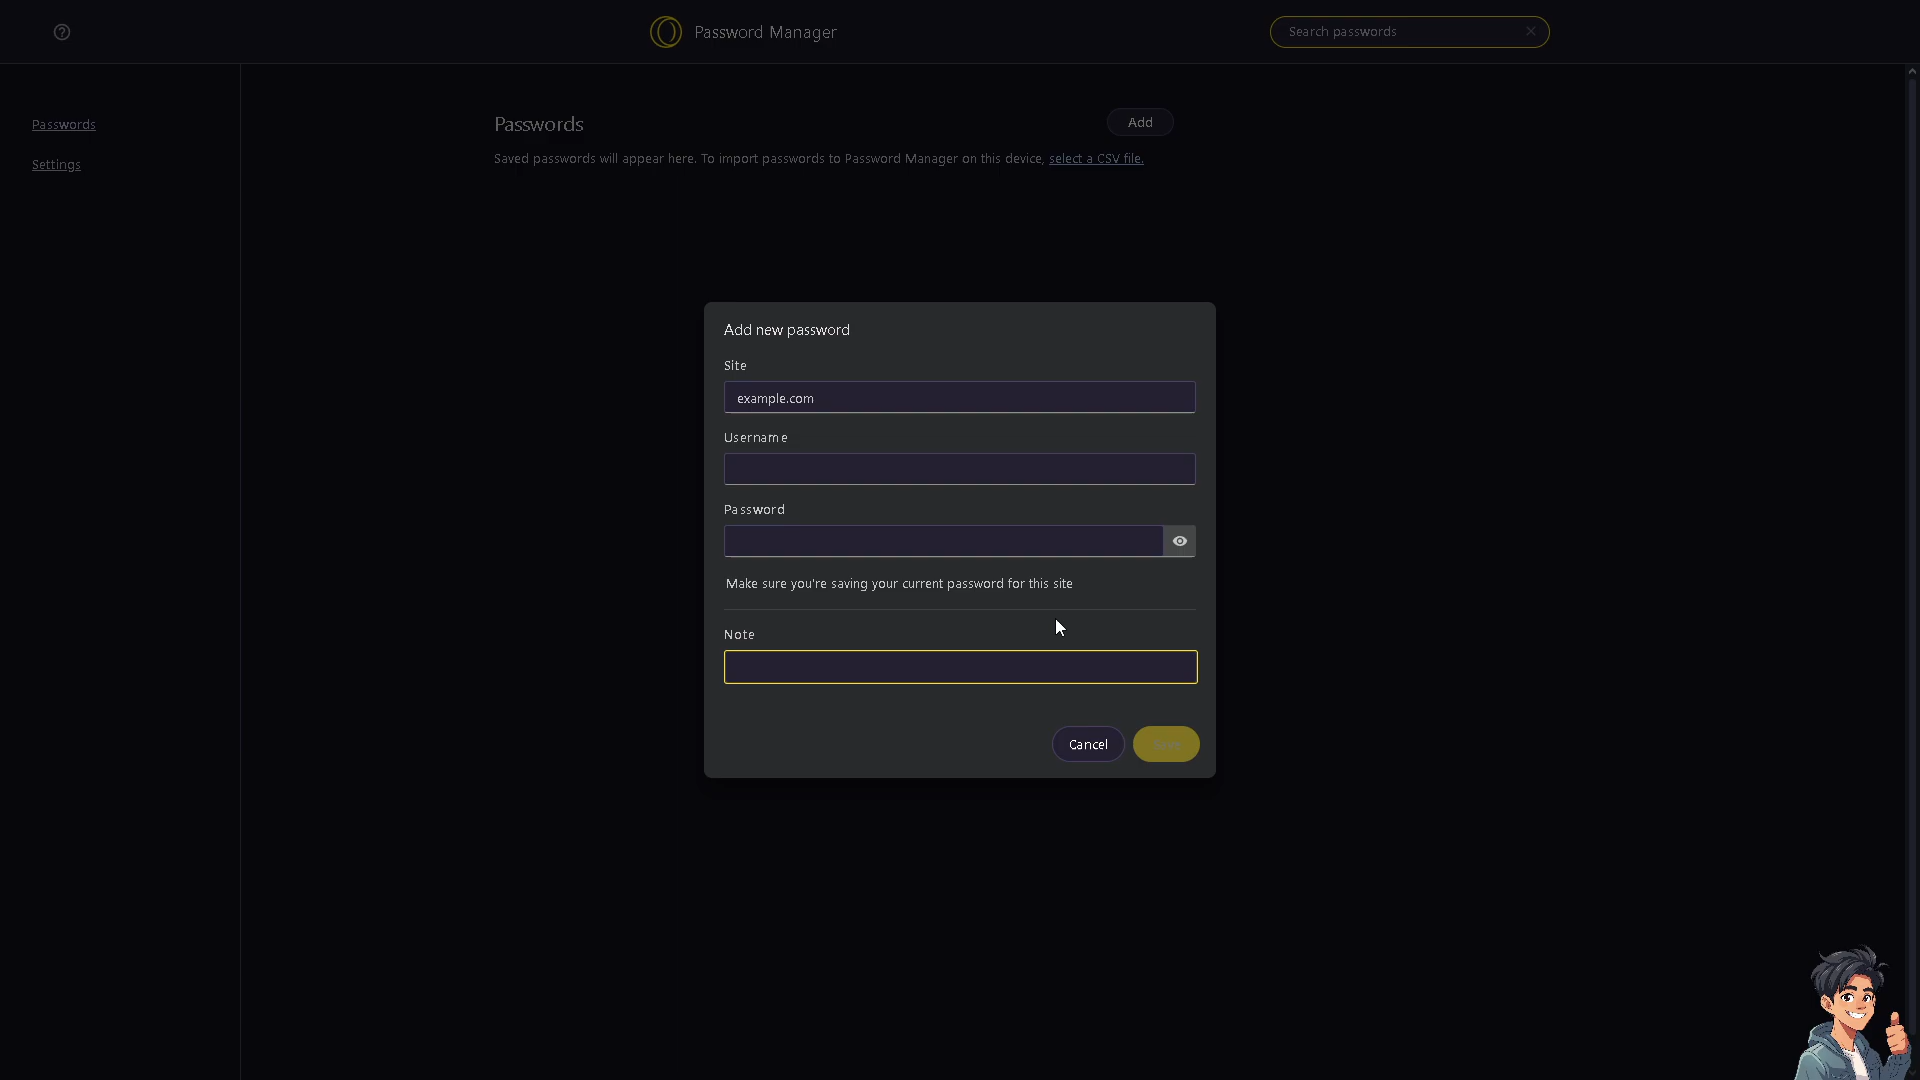 Password Manager
Search passwords
Passwords
Settings
Passwords
Add
Saved passwords will appear here. To import passwords to Password Manager on this device, select a CSV file.
Add new password
Site
example.com
Username
Password
Make sure you're saving your current password for this site
Note
Cancel
Save